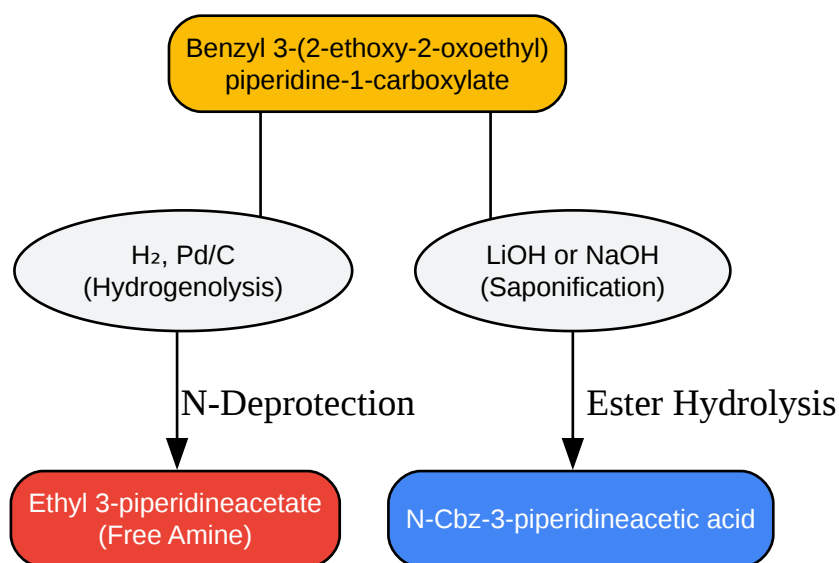 Benzyl 3-(2-ethoxy-2-oxoethyl)
piperidine-1-carboxylate
H₂, Pd/C
(Hydrogenolysis)
LiOH or NaOH
(Saponification)
N-Deprotection
Ester Hydrolysis
Ethyl 3-piperidineacetate
(Free Amine)
N-Cbz-3-piperidineacetic acid